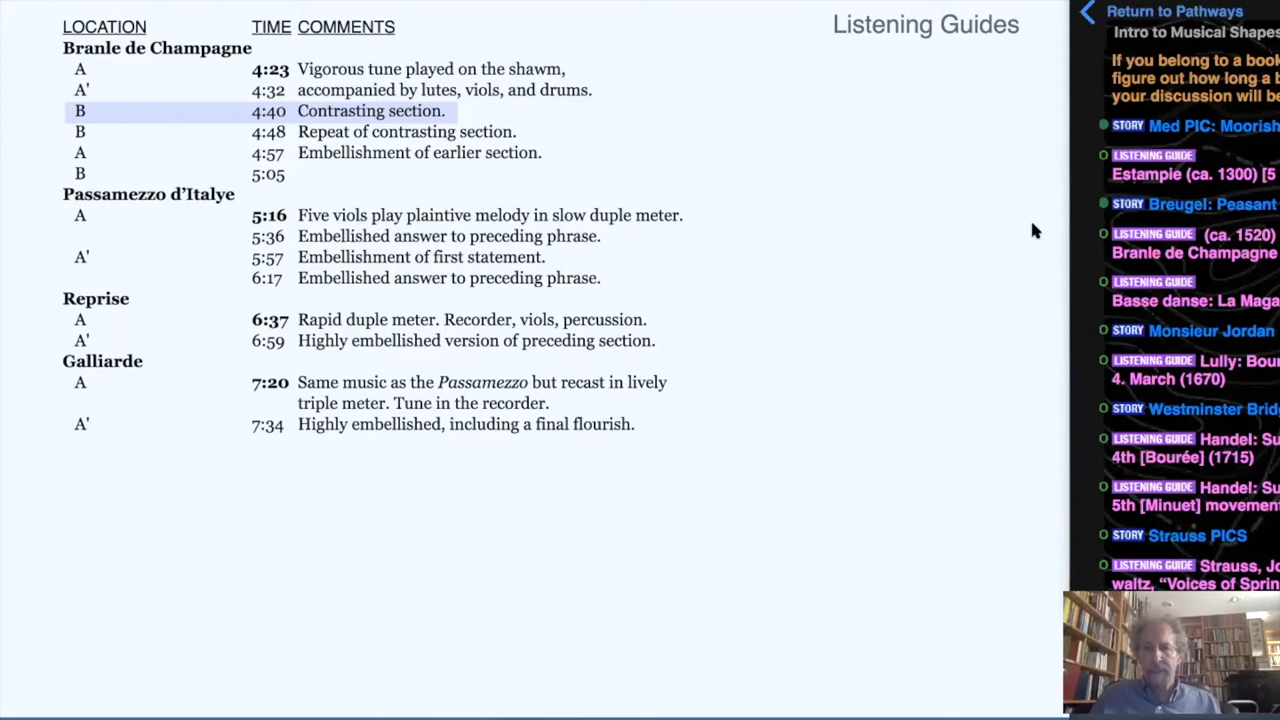 LOCATION TIME COMMENTS
Listening Guides
Branle de Champagne
A 4:23 Vigorous tune played on the shawm,
A' 4:32 accompanied by lutes, viols, and drums.
B 4:40 Contrasting section.
B 4:48 Repeat of contrasting section.
A 4:57 Embellishment of earlier section.
B 5:05
Passamezzo d’Italye
A 5:16 Five viols play plaintive melody in slow duple meter.
5:36 Embellished answer to preceding phrase.
A' 5:57 Embellishment of first statement.
6:17 Embellished answer to preceding phrase.
Reprise
A 6:37 Rapid duple meter. Recorder, viols, percussion.
A' 6:59 Highly embellished version of preceding section.
Galliarde
A 7:20 Same music as the Passamezzo but recast in lively
triple meter. Tune in the recorder.
A' 7:34 Highly embellished, including a final flourish.
Return to Pathways
Intro to Musical Shapes
If you belong to a book
figure out how long a b
your discussion will be
STORY Med PIC: Moorish
LISTENING GUIDE
Estampie (ca. 1300) [5
STORY Breugel: Peasant
LISTENING GUIDE (ca. 1520)
Branle de Champagne
LISTENING GUIDE
Basse danse: La Maga
STORY Monsieur Jordan
LISTENING GUIDE Lully: Bour
4. March (1670)
STORY Westminster Bridg
LISTENING GUIDE Handel: Su
4th [Bourée] (1715)
LISTENING GUIDE Handel: Su
5th [Minuet] movement
STORY Strauss PICS
LISTENING GUIDE Strauss, Jo
waltz, “Voices of Sprin